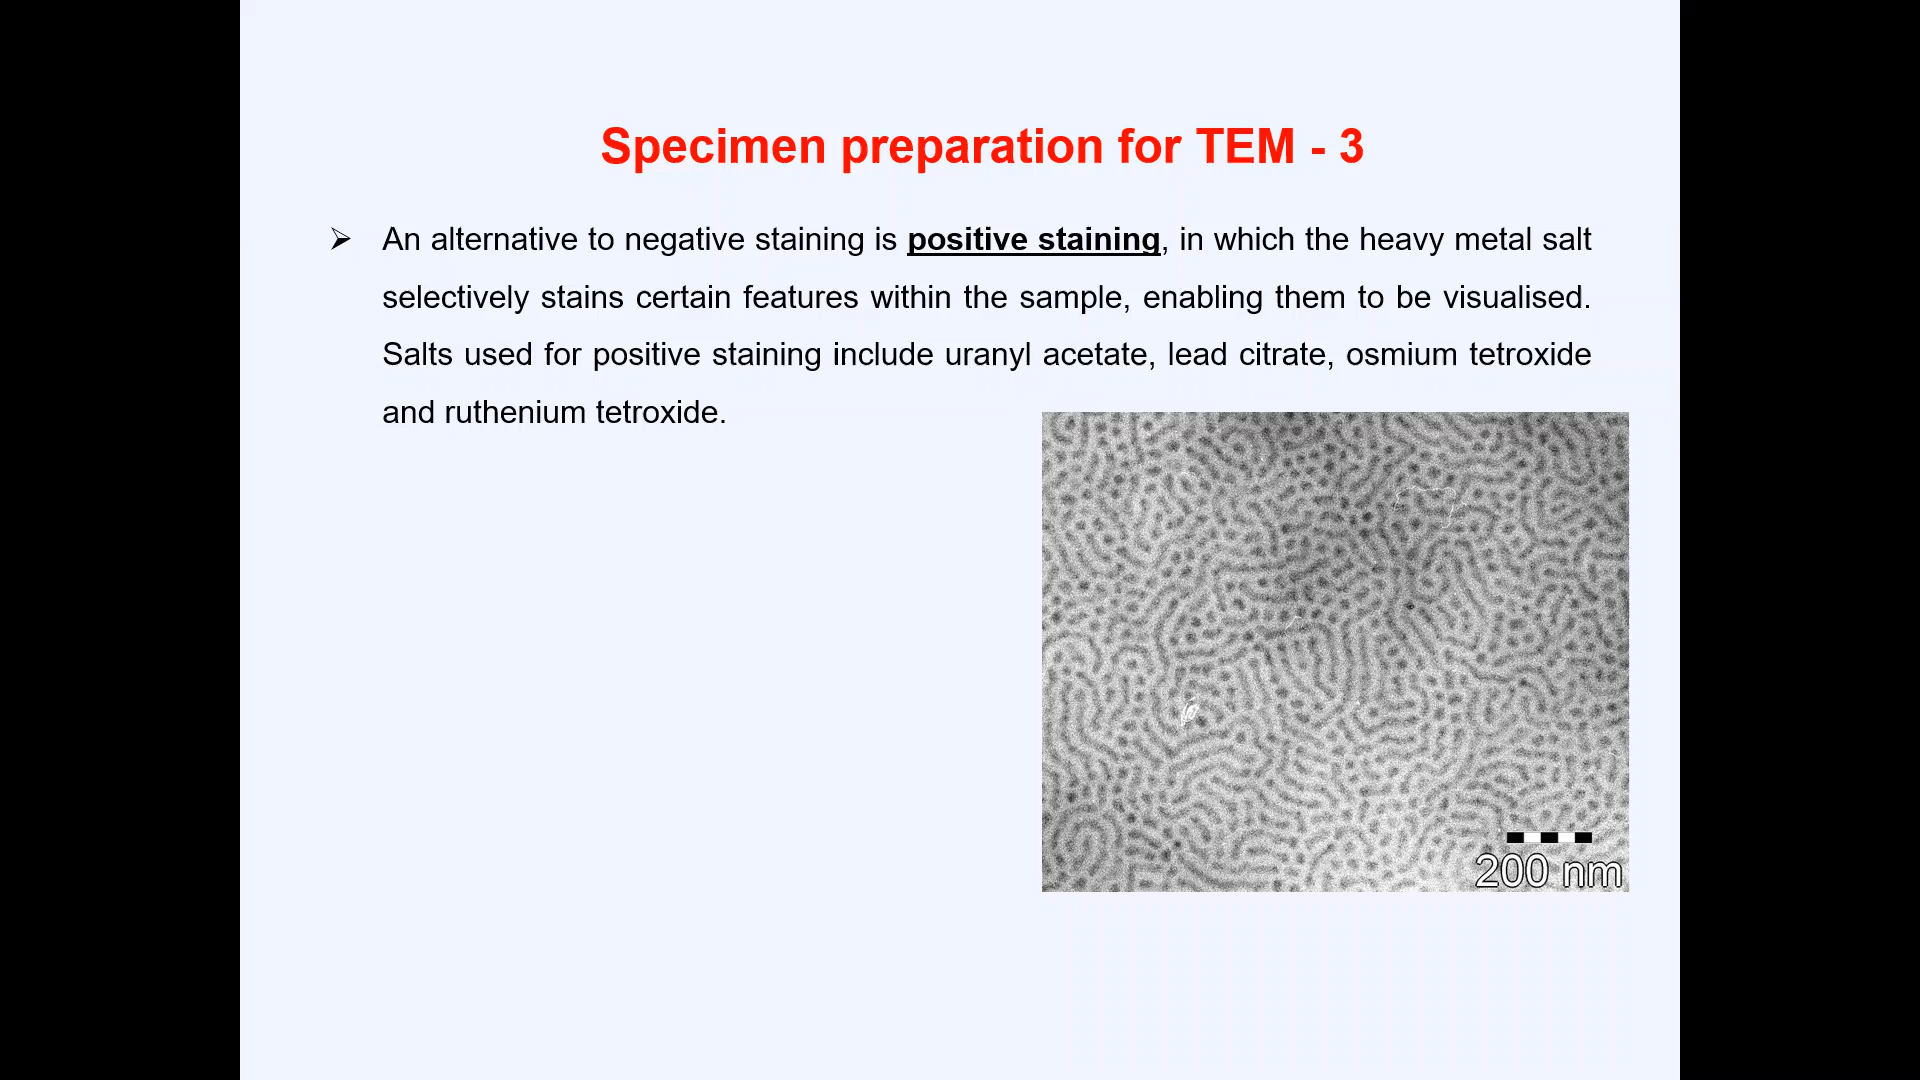 Specimen preparation for TEM - 3
➢ An alternative to negative staining is positive staining, in which the heavy metal salt
selectively stains certain features within the sample, enabling them to be visualised.
Salts used for positive staining include uranyl acetate, lead citrate, osmium tetroxide
and ruthenium tetroxide.
200 nm